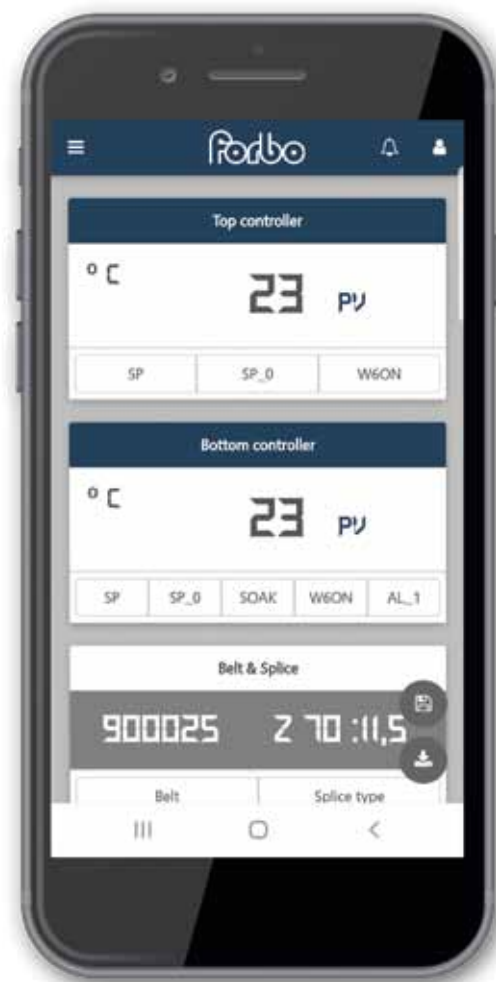 forbo
Top controller
°C 23 PV
SP SP_0 W6ON
Bottom controller
°C 23 PV
SP SP_0 SOAK W6ON AL_1
Belt & Splice
900025 Z 70 :11,5
Belt Splice type